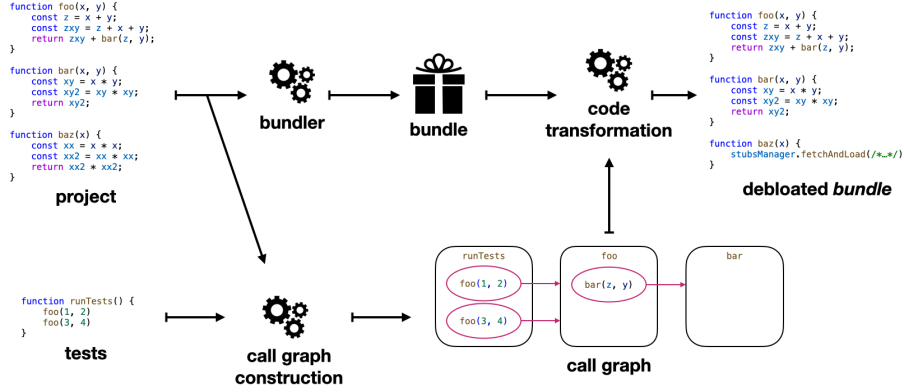 function foo(x, y) {
    const z = x + y;
    const zxy = z + x + y;
    return zxy + bar(z, y);
}
function bar(x, y) {
    const xy = x * y;
    const xy2 = xy * xy;
    return xy2;
}
function baz(x) {
    const xx = x * x;
    const xx2 = xx * xx;
    return xx2 * xx2;
}
project
bundler
bundle
code
transformation
function foo(x, y) {
    const z = x + y;
    const zxy = z + x + y;
    return zxy + bar(z, y);
}
function bar(x, y) {
    const xy = x * y;
    const xy2 = xy * xy;
    return xy2;
}
function baz(x) {
    stubsManager.fetchAndLoad(/*…*/)
}
debloated bundle
function runTests() {
    foo(1, 2)
    foo(3, 4)
}
tests
call graph
construction
runTests
foo(1, 2)
foo(3, 4)
foo
bar(z, y)
bar
call graph